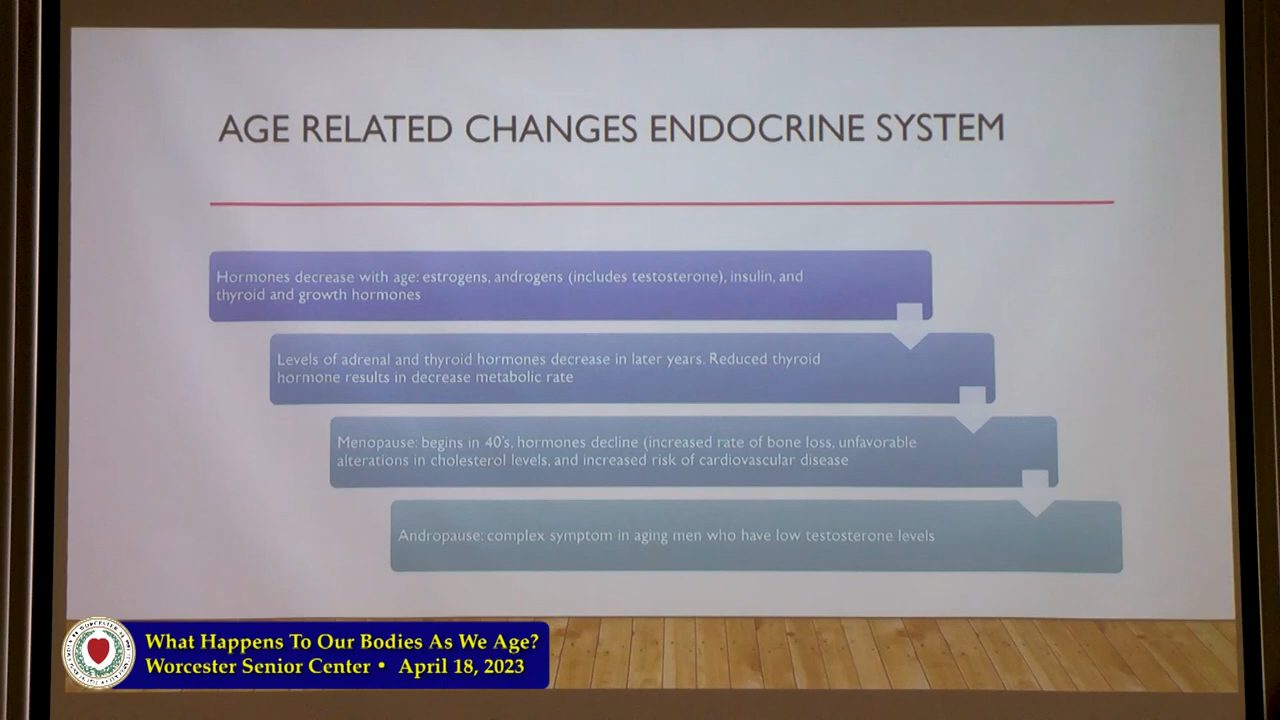 AGE RELATED CHANGES ENDOCRINE SYSTEM
Hormones decrease with age: estrogens, androgens (includes testosterone), insulin, and
thyroid and growth hormones
Levels of adrenal and thyroid hormones decrease in later years. Reduced thyroid
hormone results in decrease metabolic rate
Menopause: begins in 40's, hormones decline (increased rate of bone loss, unfavorable
alterations in cholesterol levels, and increased risk of cardiovascular disease
Andropause: complex symptom in aging men who have low testosterone levels
What Happens To Our Bodies As We Age?
Worcester Senior Center • April 18, 2023